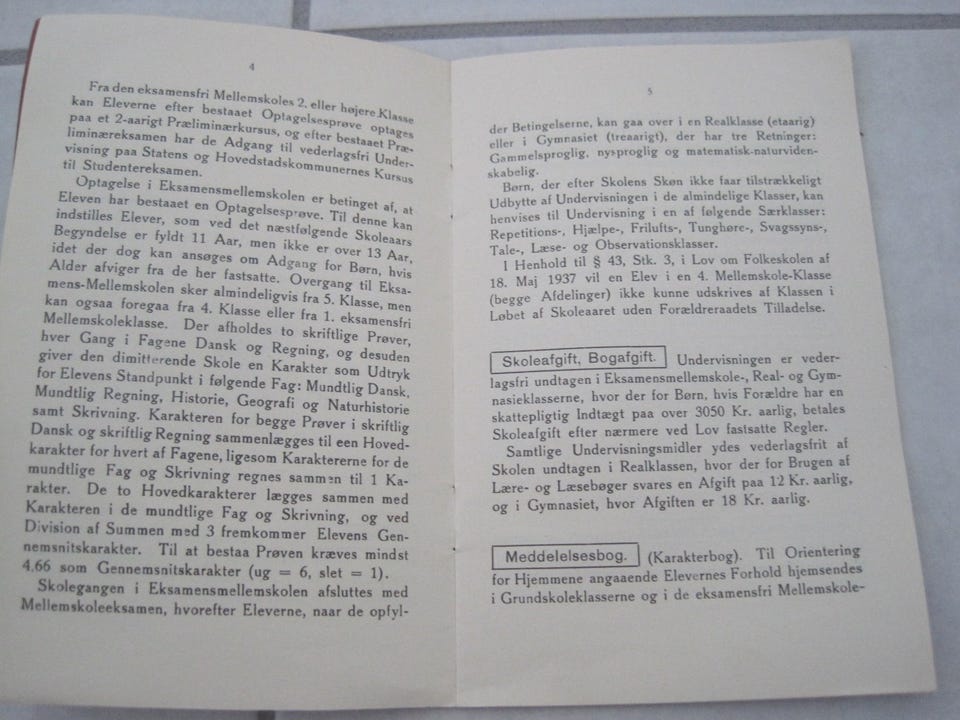 4
Fra den eksamensfri Mellemskoles 2. eller højere Klasse
kan Eleverne efter bestaaet Optagelsesprøve optages
paa et 2-aarigt Præliminærkursus, og efter bestaaet Præ-
liminæreksamen har de Adgang til vederlagsfri Under-
visning paa Statens og Hovedstadskommunernes Kursus
til Studentereksamen.
Optagelse i Eksamensmellemskolen er betinget af, at
Eleven har bestaaet en Optagelsesprøve. Til denne kan
indstilles Elever, som ved det næstfølgende Skoleaars
Begyndelse er fyldt 11 Aar, men ikke er over 13 Aar,
idet der dog kan ansøges om Adgang for Børn, hvis
Alder afviger fra de her fastsatte. Overgang til Eksa-
mens-Mellemskolen sker almindeligvis fra 5. Klasse, men
kan ogsaa foregaa fra 4. Klasse eller fra 1. eksamensfri
Mellemskoleklasse. Der afholdes to skriftlige Prøver,
hver Gang i Fagene Dansk og Regning, og desuden
giver den dimitterende Skole en Karakter som Udtryk
for Elevens Standpunkt i følgende Fag: Mundtlig Dansk,
Mundtlig Regning, Historie, Geografi og Naturhistorie
samt Skrivning. Karakteren for begge Prøver i skriftlig
Dansk og skriftlig Regning sammenlægges til een Hoved-
karakter for hvert af Fagene, ligesom Karaktererne for de
mundtlige Fag og Skrivning regnes sammen til 1 Ka-
rakter. De to Hovedkarakterer lægges sammen med
Karakteren i de mundtlige Fag og Skrivning, og ved
Division af Summen med 3 fremkommer Elevens Gen-
nemsnitskarakter. Til at bestaa Prøven kræves mindst
4,66 som Gennemsnitskarakter (ug = 6, slet = 1).
Skolegangen i Eksamensmellemskolen afsluttes med
Mellemskoleeksamen, hvorefter Eleverne, naar de opfyl-
5
der Betingelserne, kan gaa over i en Realklasse (etaarig)
eller i Gymnasiet (treaarigt), der har tre Retninger:
Gammelsproglig, nysproglig og matematisk-naturviden-
skabelig.
Børn, der efter Skolens Skøn ikke faar tilstrækkeligt
Udbytte af Undervisningen i de almindelige Klasser, kan
henvises til Undervisning i en af følgende Særklasser:
Repetitions-, Hjælpe-, Frilufts-, Tunghøre-, Svagssyns-,
Tale-, Læse- og Observationsklasser.
I Henhold til § 43, Stk. 3, i Lov om Folkeskolen af
18. Maj 1937 vil en Elev i en 4. Mellemskole-Klasse
(begge Afdelinger) ikke kunne udskrives af Klassen i
Løbet af Skoleaaret uden Forældreraadets Tilladelse.
Skoleafgift, Bogafgift. Undervisningen er veder-
lagsfri undtagen i Eksamensmellemskole-, Real- og Gym-
nasieklasserne, hvor der for Børn, hvis Forældre har en
skattepligtig Indtægt paa over 3050 Kr. aarlig, betales
Skoleafgift efter nærmere ved Lov fastsatte Regler.
Samtlige Undervisningsmidler ydes vederlagsfrit af
Skolen undtagen i Realklassen, hvor der for Brugen af
Lære- og Læsebøger svares en Afgift paa 12 Kr. aarlig,
og i Gymnasiet, hvor Afgiften er 18 Kr. aarlig.
Meddelelsesbog. (Karakterbog). Til Orientering
for Hjemmene angaaende Elevernes Forhold hjemsendes
i Grundskoleklasserne og i de eksamensfri Mellemskole-